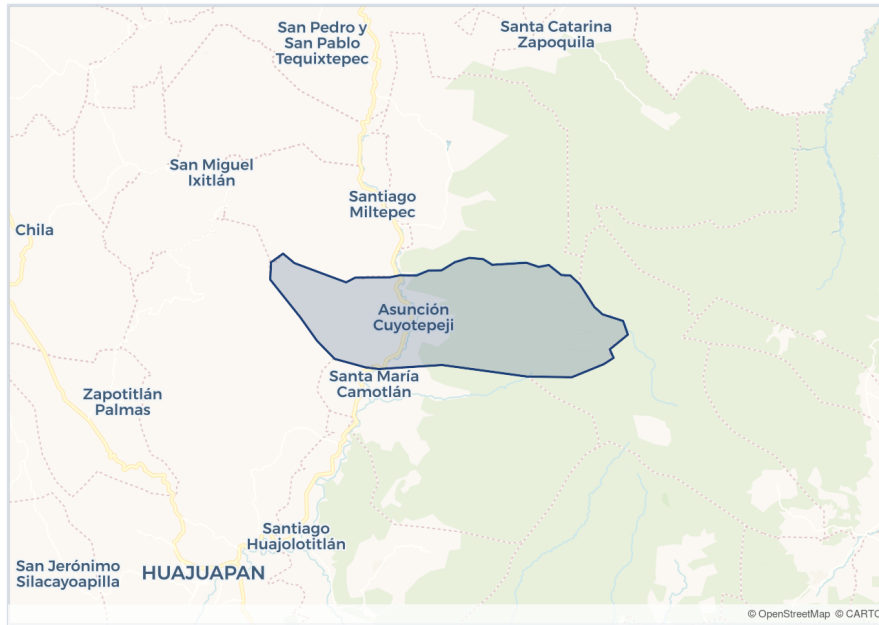 San Pedro y
San Pablo
Tequixtepec
Santa Catarina
Zapoquila
San Miguel
Ixitlán
Santiago
Miltepec
Chila
Asunción
Cuyotepeji
Santa María
Camotlán
Zapotitlán
Palmas
Santiago
Huajolotitlán
San Jerónimo
Silacayoapilla
HUAJUAPAN
© OpenStreetMap © CARTO